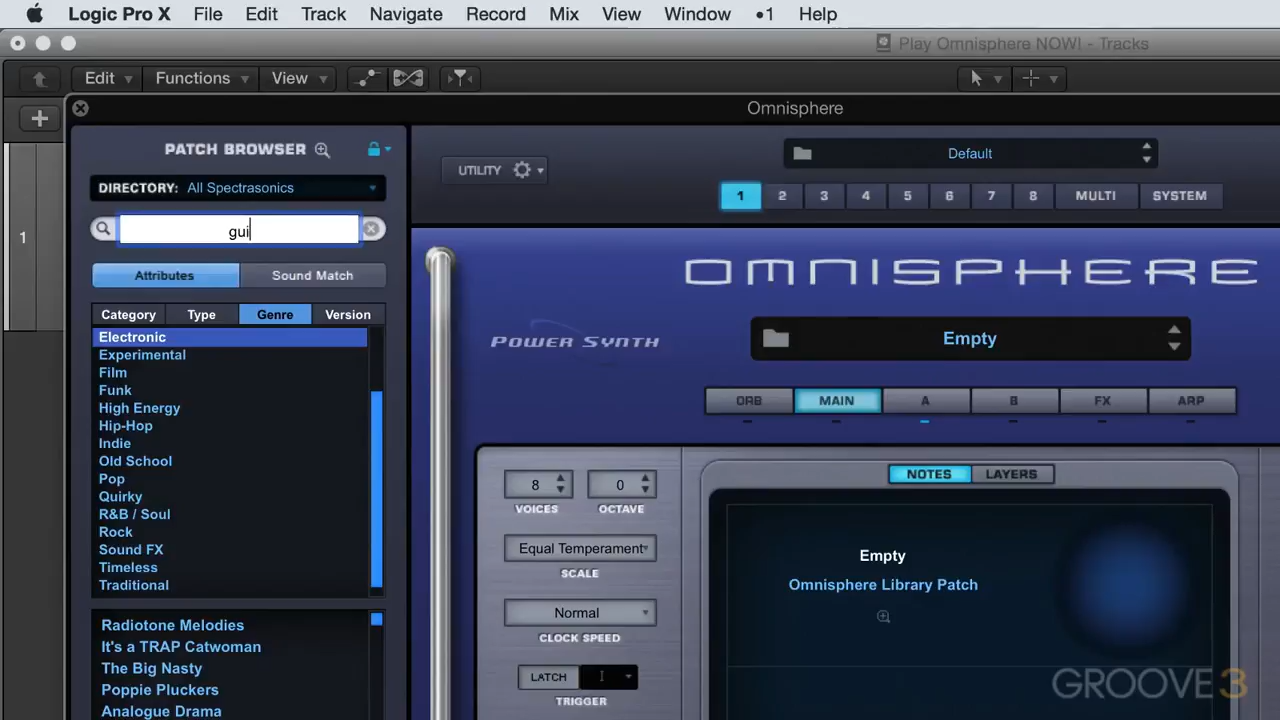 Logic Pro X File Edit Track Navigate Record Mix View Window •1 Help
Play Omnisphere NOW! - Tracks
Edit Functions View
Omnisphere
PATCH BROWSER
DIRECTORY: All Spectrasonics
gui
Attributes Sound Match
Category Type Genre Version
Electronic
Experimental
Film
Funk
High Energy
Hip-Hop
Indie
Old School
Pop
Quirky
R&B / Soul
Rock
Sound FX
Timeless
Traditional
Radiotone Melodies
It's a TRAP Catwoman
The Big Nasty
Poppie Pluckers
Analogue Drama
1
UTILITY
Default
1 2 3 4 5 6 7 8 MULTI SYSTEM
OMNISPHERE
POWER SYNTH
Empty
ORB MAIN A B FX ARP
8 0
VOICES OCTAVE
Equal Temperament
SCALE
Normal
CLOCK SPEED
LATCH
TRIGGER
NOTES LAYERS
Empty
Omnisphere Library Patch
GROOVE3